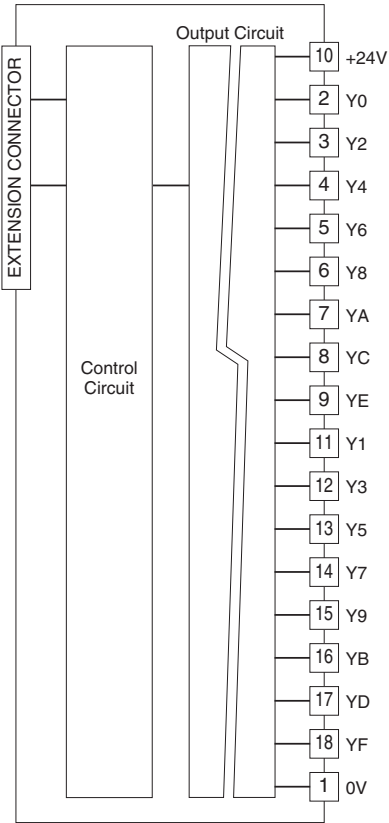 Output Circuit
EXTENSION CONNECTOR
Control
Circuit
10 +24V
2 Y0
3 Y2
4 Y4
5 Y6
6 Y8
7 YA
8 YC
9 YE
11 Y1
12 Y3
13 Y5
14 Y7
15 Y9
16 YB
17 YD
18 YF
1 0V